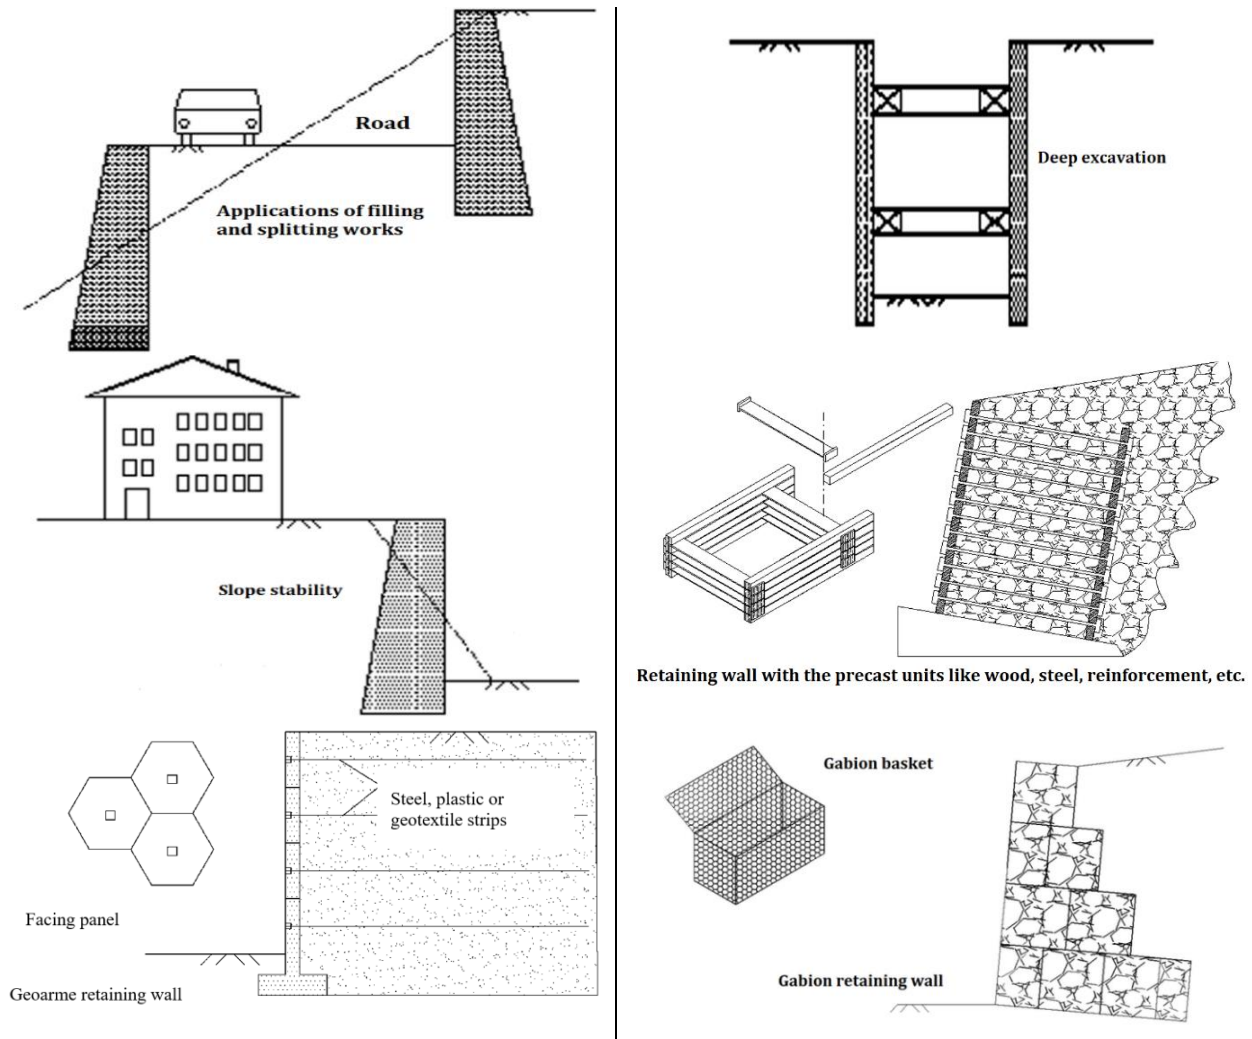 Road
Applications of filling
and splitting works
Slope stability
Steel, plastic or
geotextile strips
Facing panel
Geoarme retaining wall
Deep excavation
Retaining wall with the precast units like wood, steel, reinforcement, etc.
Gabion basket
Gabion retaining wall